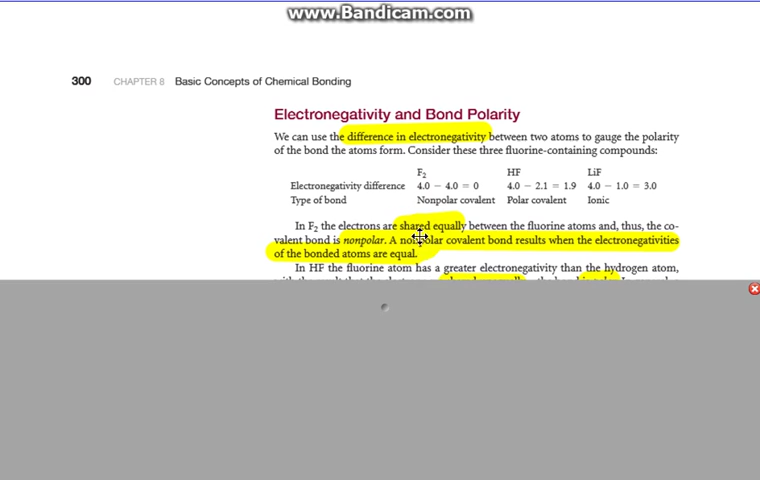 www.Bandicam.com
300 CHAPTER 8 Basic Concepts of Chemical Bonding
Electronegativity and Bond Polarity
We can use the difference in electronegativity between two atoms to gauge the polarity
of the bond the atoms form. Consider these three fluorine-containing compounds:
F₂ HF LiF
Electronegativity difference 4.0 − 4.0 = 0 4.0 − 2.1 = 1.9 4.0 − 1.0 = 3.0
Type of bond Nonpolar covalent Polar covalent Ionic
In F₂ the electrons are shared equally between the fluorine atoms and, thus, the co-
valent bond is nonpolar. A nonpolar covalent bond results when the electronegativities
of the bonded atoms are equal.
In HF the fluorine atom has a greater electronegativity than the hydrogen atom,